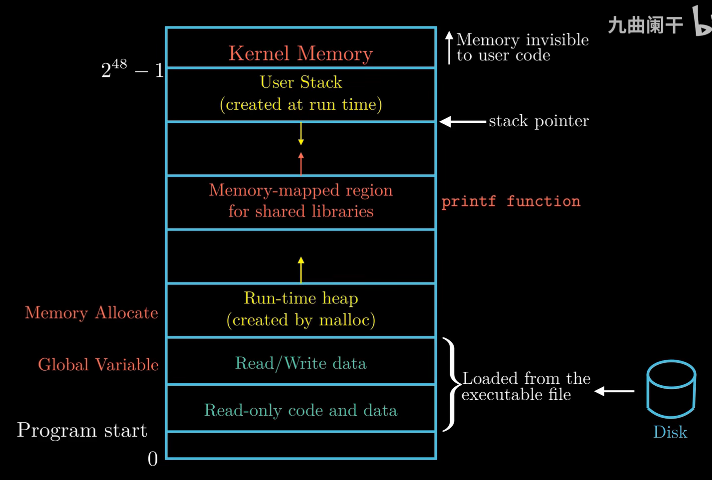 九曲阑干
Memory invisible
to user code
Kernel Memory
2^48 − 1
User Stack
(created at run time)
stack pointer
Memory-mapped region
for shared libraries
printf function
Run-time heap
(created by malloc)
Memory Allocate
Global Variable
Read/Write data
Loaded from the
executable file
Read-only code and data
Disk
Program start
0